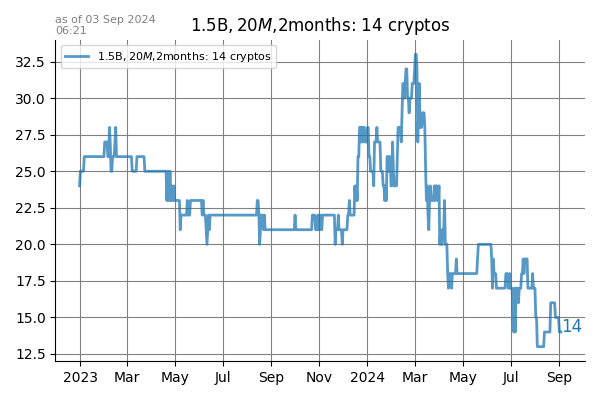 as of 03 Sep 2024
06:21
1.5B, 20M,2months: 14 cryptos
1.5B, 20M,2months: 14 cryptos
32.5
30.0
27.5
25.0
22.5
20.0
17.5
15.0
12.5
14
2023 Mar May Jul Sep Nov 2024 Mar May Jul Sep